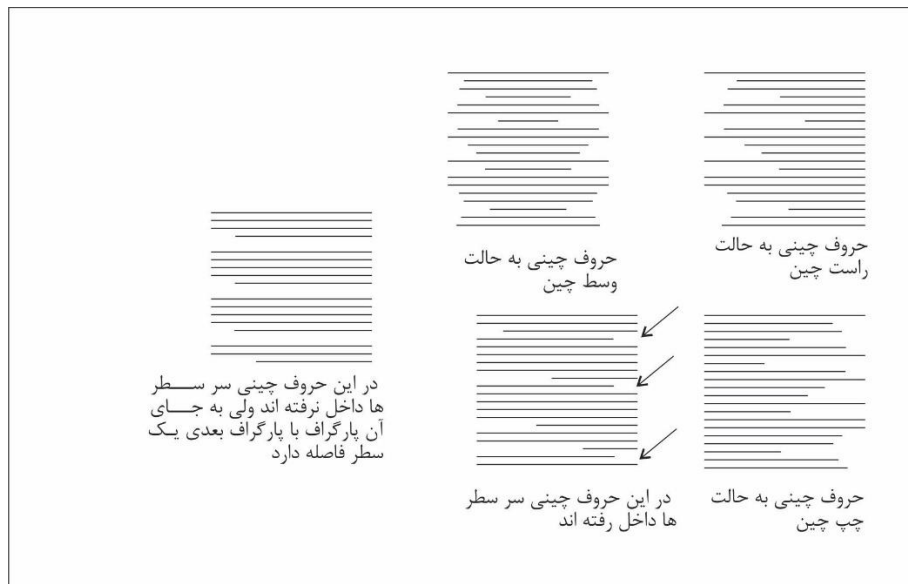 حروف چینی به حالت
راست چین
حروف چینی به حالت
وسط چین
در این حروف چینی سر ســـطر
ها داخل نرفته اند ولی به جـــای
آن پارگراف با پارگراف بعدی یـک
سطر فاصله دارد
حروف چینی به حالت
چپ چین
در این حروف چینی سر سطر
ها داخل رفته اند